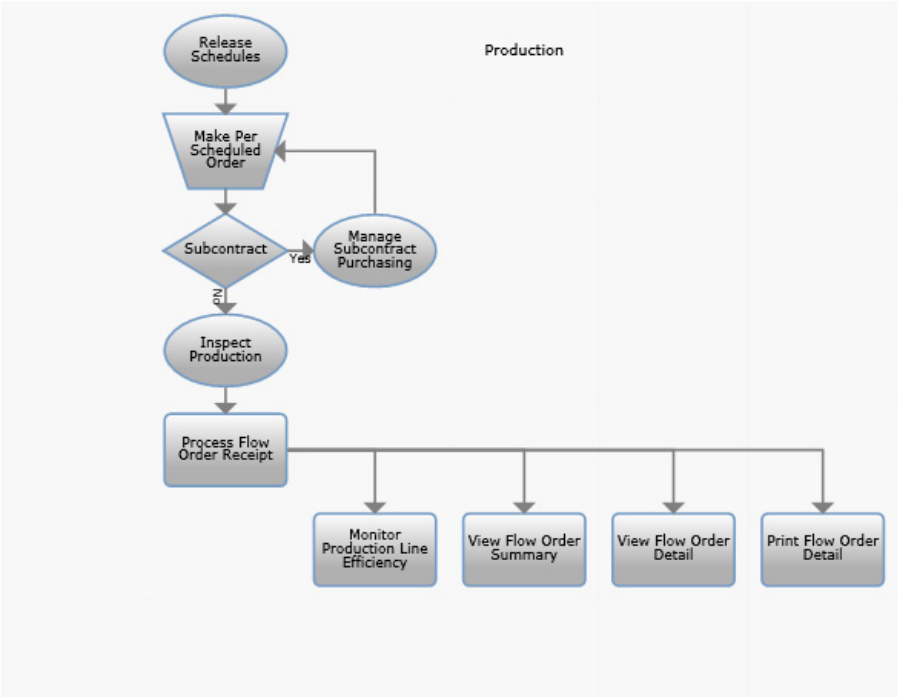 Release
Schedules
Production
Make Per
Scheduled
Order
Subcontract
Yes
Manage
Subcontract
Purchasing
No
Inspect
Production
Process Flow
Order Receipt
Monitor
Production Line
Efficiency
View Flow Order
Summary
View Flow Order
Detail
Print Flow Order
Detail